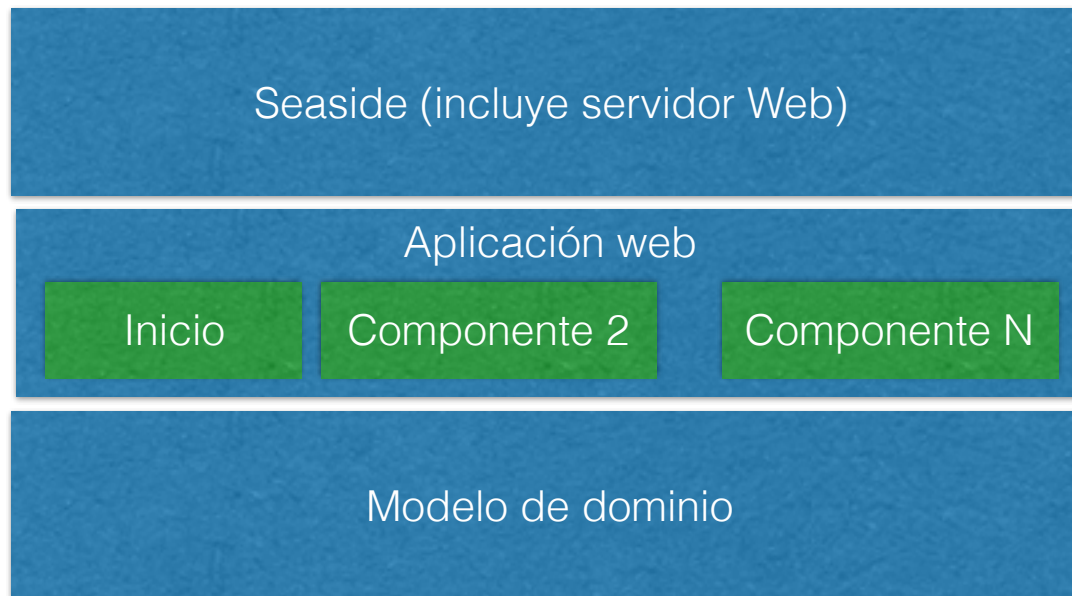 Seaside (incluye servidor Web)
Aplicación web
Inicio
Componente 2
Componente N
Modelo de dominio